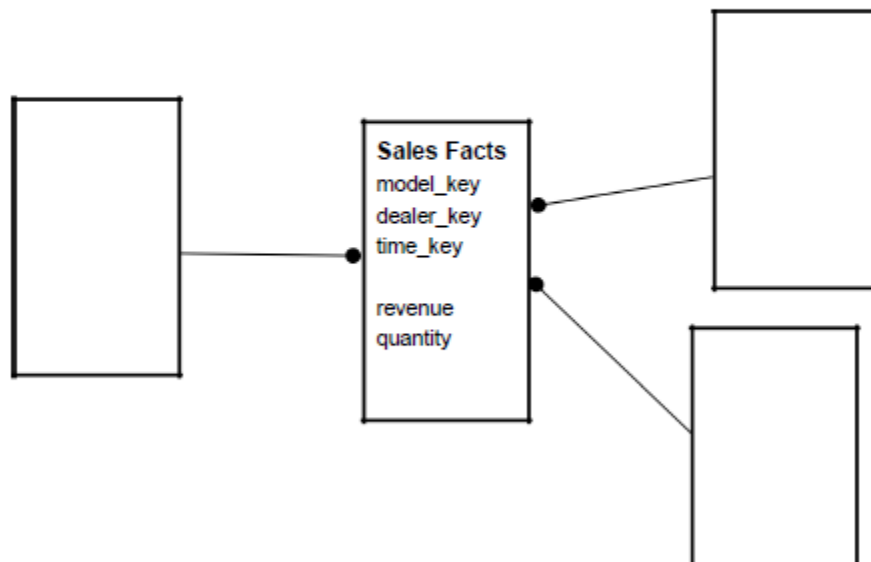 Sales Facts
model_key
dealer_key
time_key
revenue
quantity